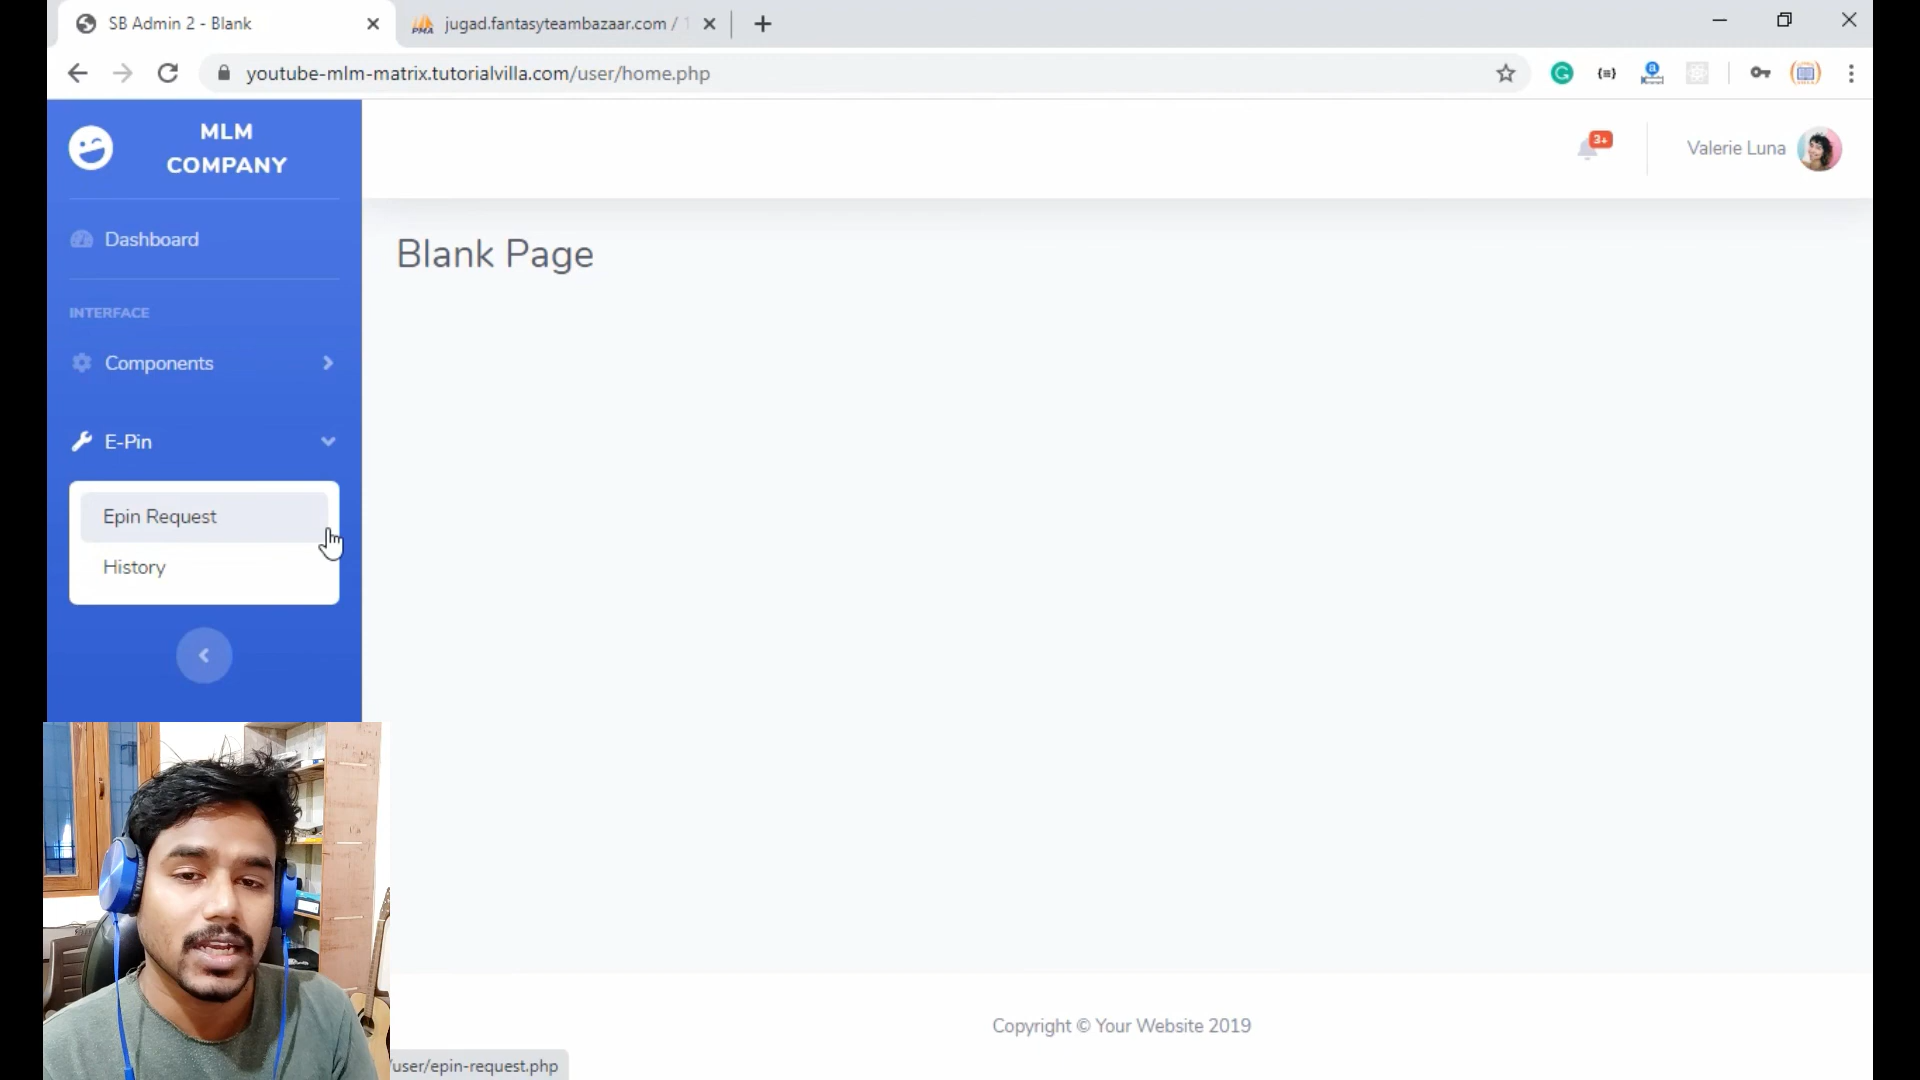 SB Admin 2 - Blank
jugad.fantasyteambazaar.com /
youtube-mlm-matrix.tutorialvilla.com/user/home.php
MLM
COMPANY
3+
Valerie Luna
Dashboard
Blank Page
INTERFACE
Components
E-Pin
Epin Request
History
Copyright © Your Website 2019
user/epin-request.php